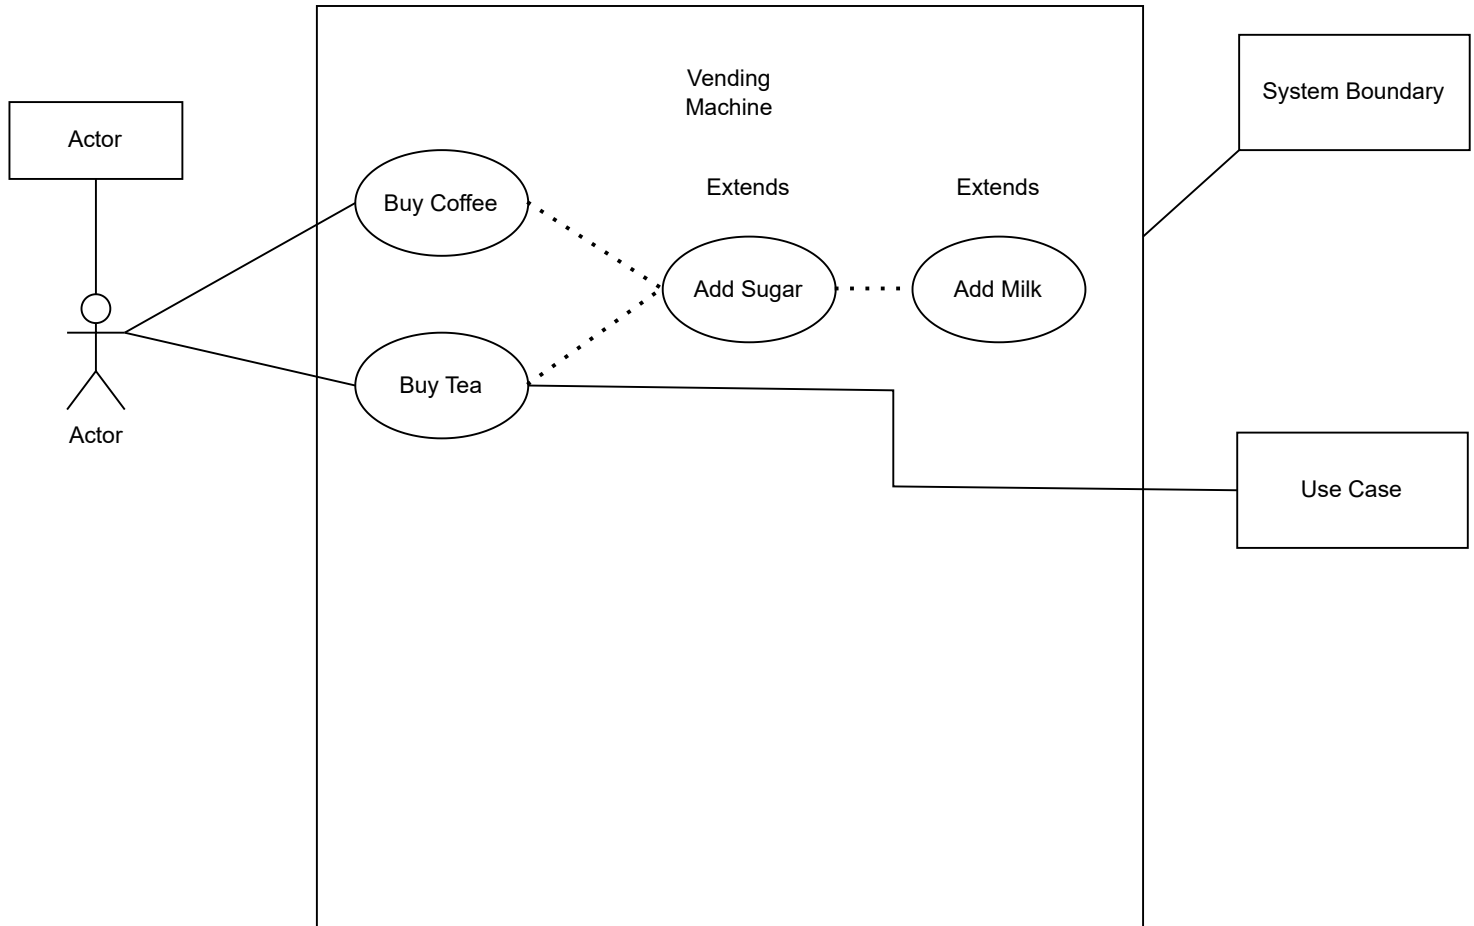 Vending
Machine
System Boundary
Actor
Buy Coffee
Extends
Extends
Add Sugar
Add Milk
Buy Tea
Actor
Use Case